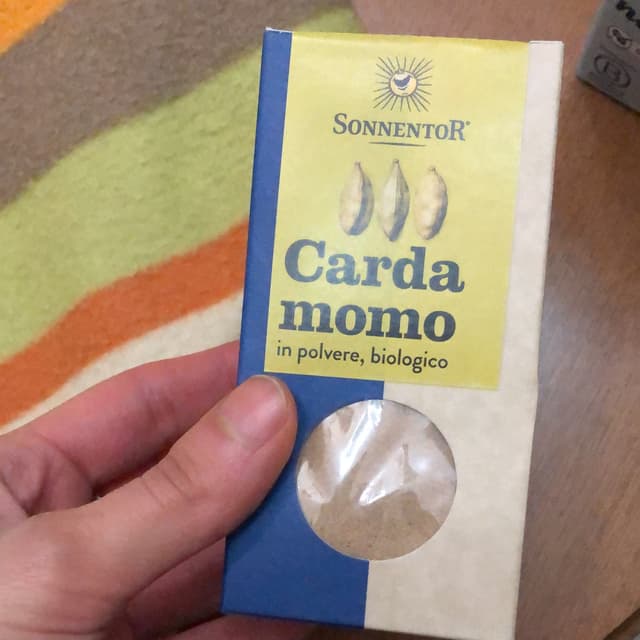 SONNENTOR®
Carda
momo
in polvere, biologico